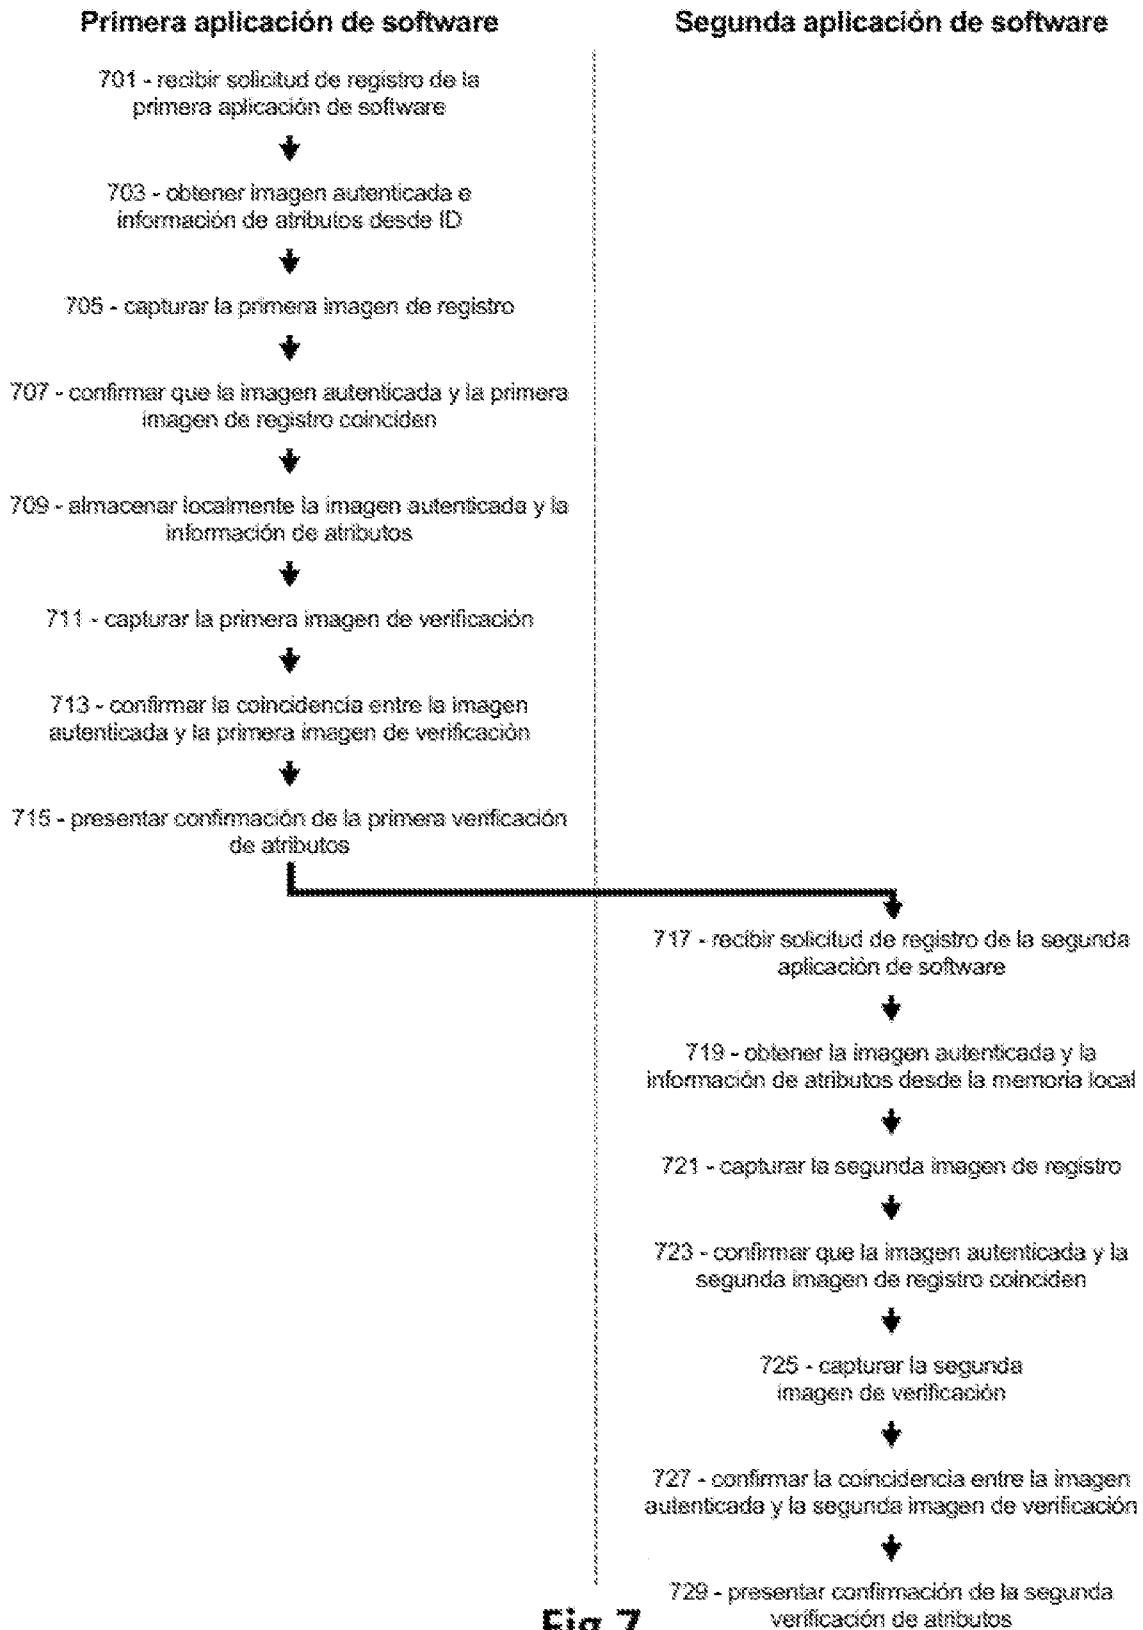 Primera aplicación de software
701 - recibir solicitud de registro de la
primera aplicación de software
703 - obtener imagen autenticada e
información de atributos desde ID
705 - capturar la primera imagen de registro
707 - confirmar que la imagen autenticada y la primera
imagen de registro coinciden
709 - almacenar localmente la imagen autenticada y la
información de atributos
711 - capturar la primera imagen de verificación
713 - confirmar la coincidencia entre la imagen
autenticada y la primera imagen de verificación
715 - presentar confirmación de la primera verificación
de atributos
Segunda aplicación de software
717 - recibir solicitud de registro de la segunda
aplicación de software
719 - obtener la imagen autenticada y la
información de atributos desde la memoria local
721 - capturar la segunda imagen de registro
723 - confirmar que la imagen autenticada y la
segunda imagen de registro coinciden
725 - capturar la segunda
imagen de verificación
727 - confirmar la coincidencia entre la imagen
autenticada y la segunda imagen de verificación
729 - presentar confirmación de la segunda
verificación de atributos
Fig 7